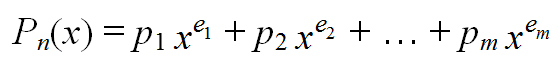 Pₙ(x) = p₁ x^{e₁} + p₂ x^{e₂} + … + pₘ x^{eₘ}